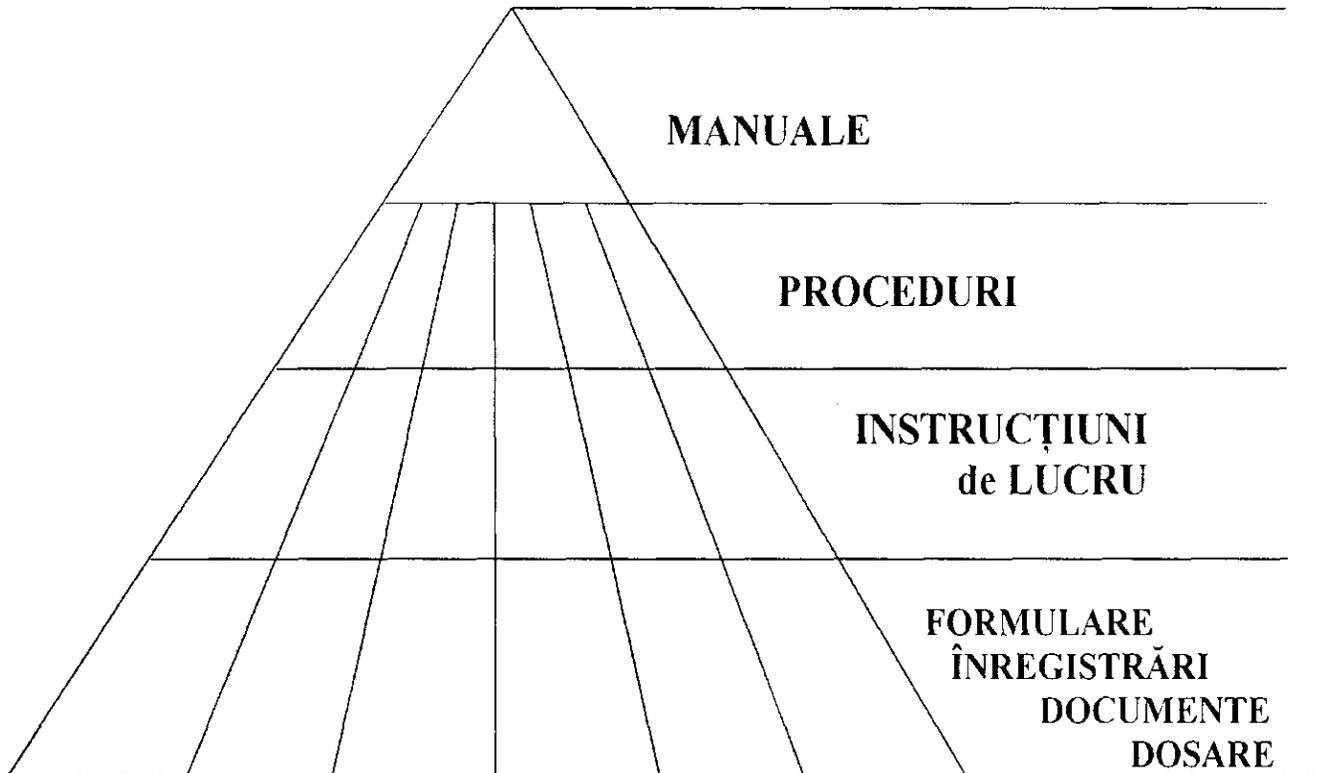 MANUALE
PROCEDURI
INSTRUCȚIUNI
de LUCRU
FORMULARE
ÎNREGISTRĂRI
DOCUMENTE
DOSARE